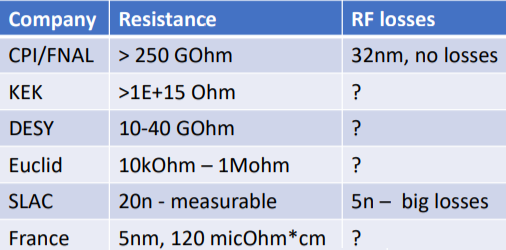 Company Resistance RF losses
CPI/FNAL > 250 GOhm 32nm, no losses
KEK >1E+15 Ohm ?
DESY 10-40 GOhm ?
Euclid 10kOhm – 1Mohm ?
SLAC 20n - measurable 5n – big losses
France 5nm, 120 micOhm*cm ?